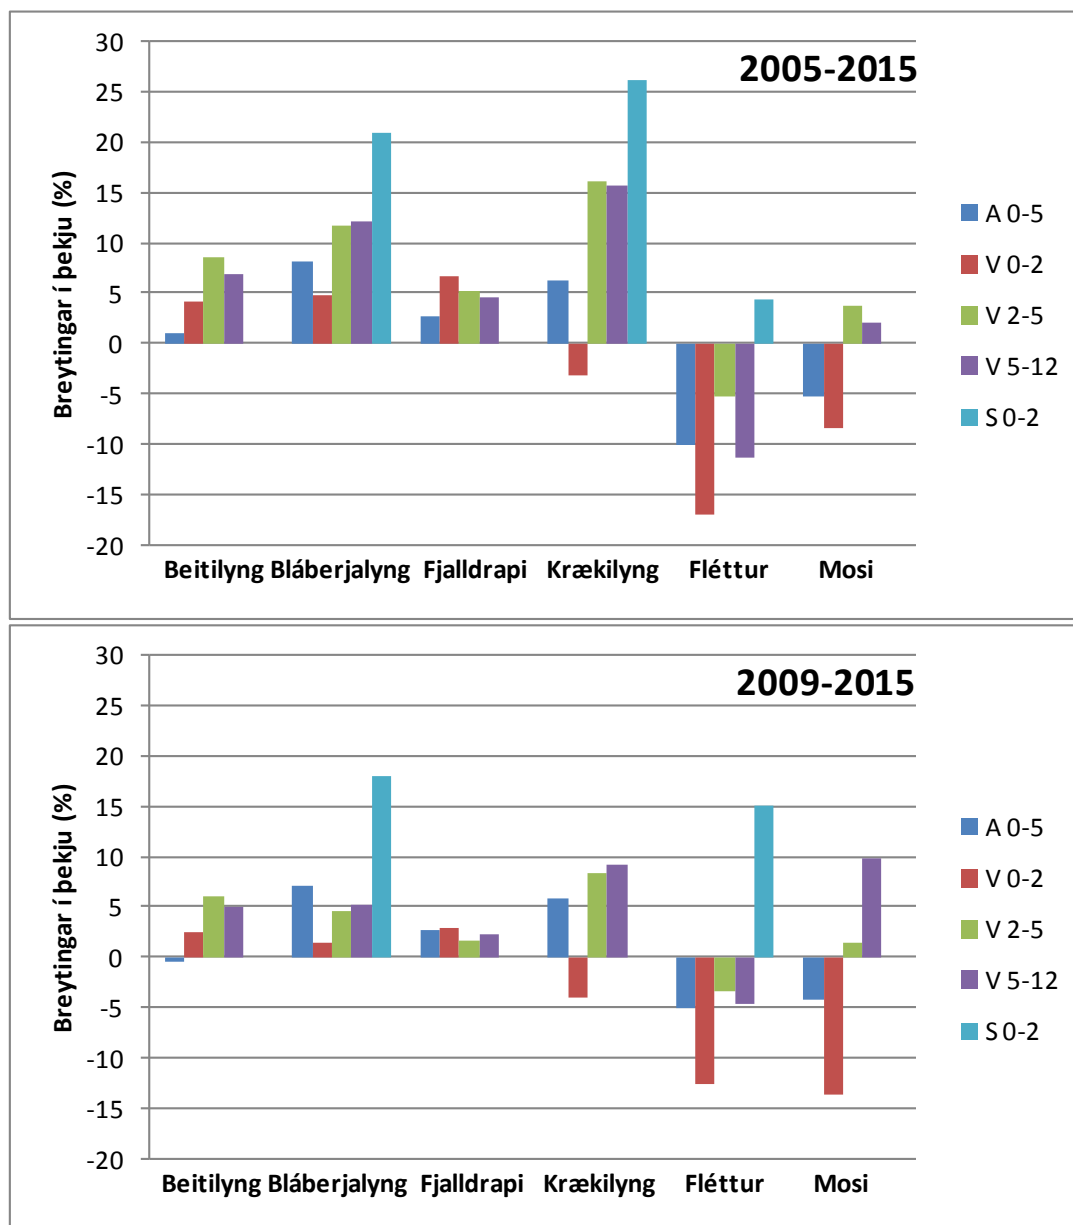 2005-2015
Breytingar í þekju (%)
30
25
20
15
10
5
0
-5
-10
-15
-20
Beitilyng Bláberjalyng Fjalldrapi Krækilyng Fléttur Mosi
A 0-5
V 0-2
V 2-5
V 5-12
S 0-2
2009-2015
Breytingar í þekju (%)
30
25
20
15
10
5
0
-5
-10
-15
-20
Beitilyng Bláberjalyng Fjalldrapi Krækilyng Fléttur Mosi
A 0-5
V 0-2
V 2-5
V 5-12
S 0-2